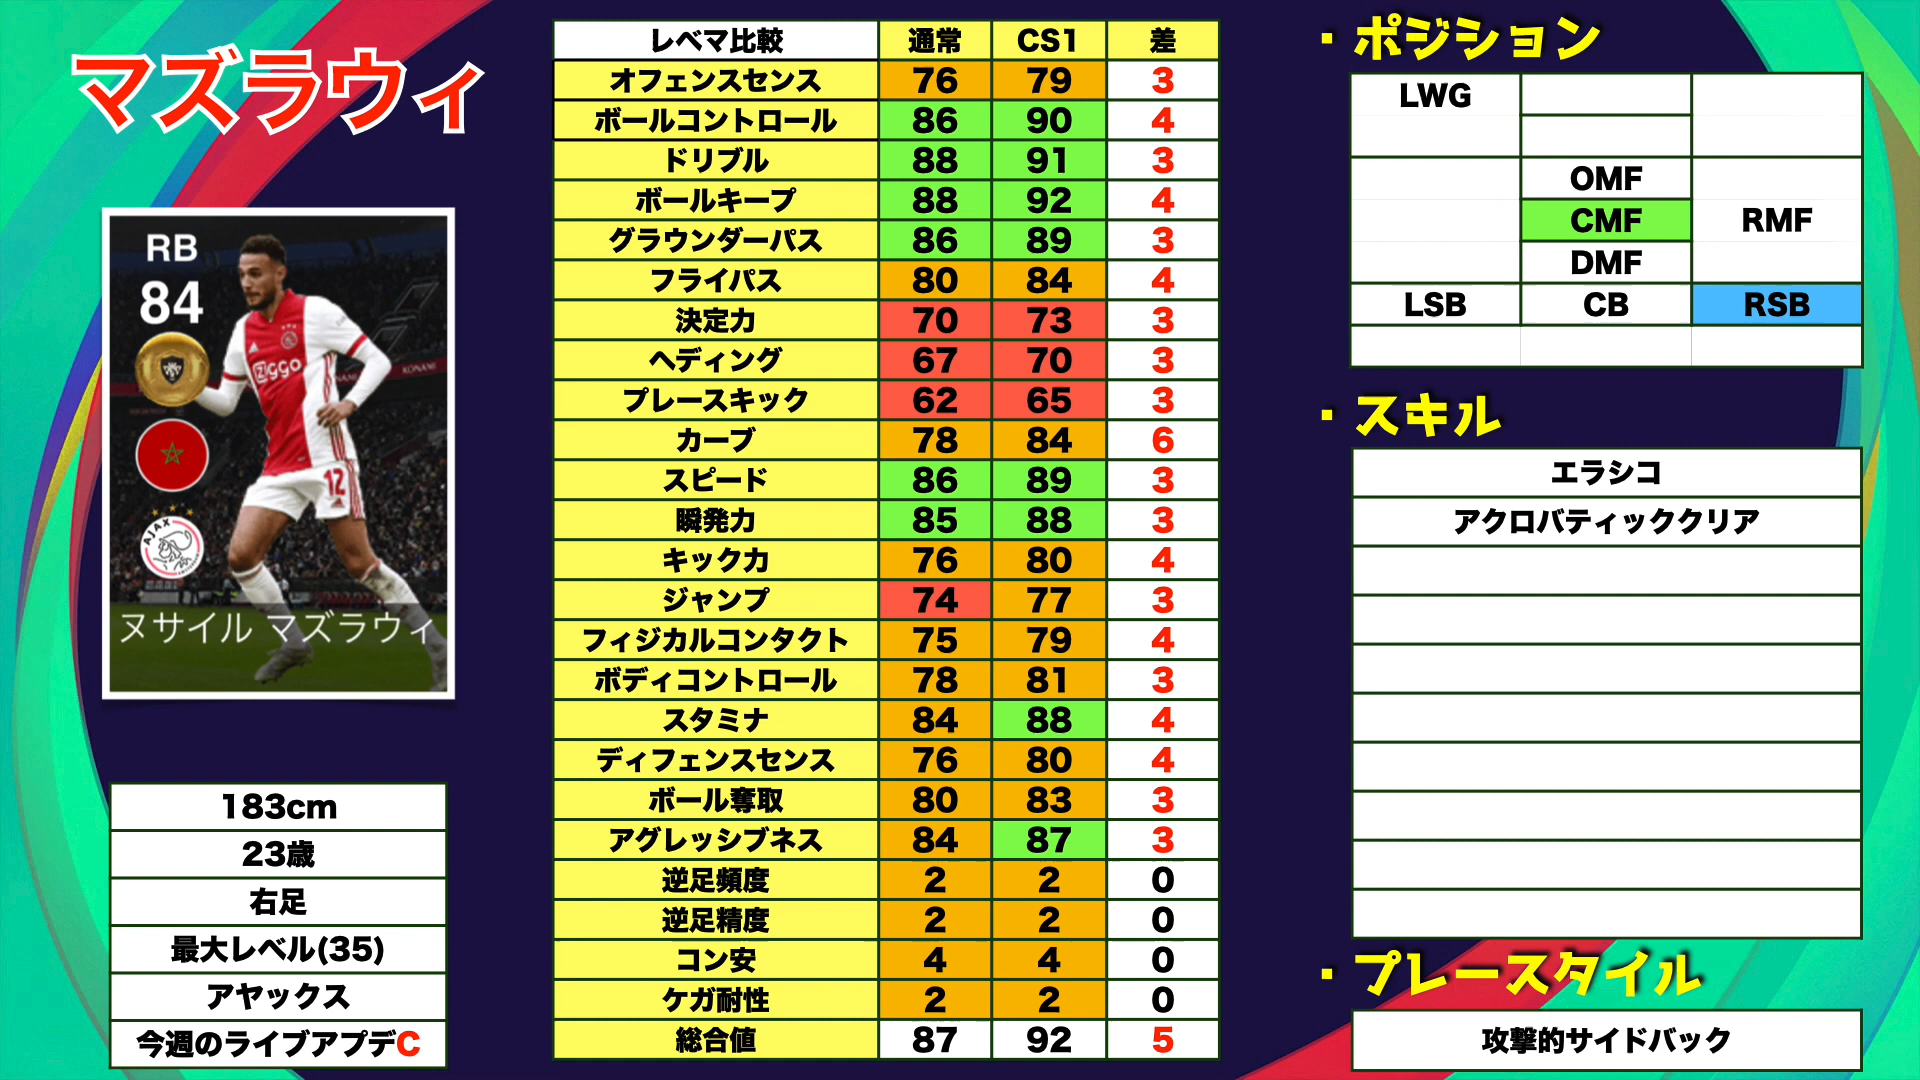 マズラウィ
RB
84
Ziggo
KONAMI
12
AJAX
ヌサイル マズラウィ
183cm
23歳
右足
最大レベル(35)
アヤックス
今週のライブアプデC
レベマ比較 通常 CS1 差
オフェンスセンス 76 79 3
ボールコントロール 86 90 4
ドリブル 88 91 3
ボールキープ 88 92 4
グラウンダーパス 86 89 3
フライパス 80 84 4
決定力 70 73 3
ヘディング 67 70 3
プレースキック 62 65 3
カーブ 78 84 6
スピード 86 89 3
瞬発力 85 88 3
キック力 76 80 4
ジャンプ 74 77 3
フィジカルコンタクト 75 79 4
ボディコントロール 78 81 3
スタミナ 84 88 4
ディフェンスセンス 76 80 4
ボール奪取 80 83 3
アグレッシブネス 84 87 3
逆足頻度 2 2 0
逆足精度 2 2 0
コン安 4 4 0
ケガ耐性 2 2 0
総合値 87 92 5
・ポジション
LWG
OMF
CMF RMF
DMF
LSB CB RSB
・スキル
エラシコ
アクロバティッククリア
・プレースタイル
攻撃的サイドバック